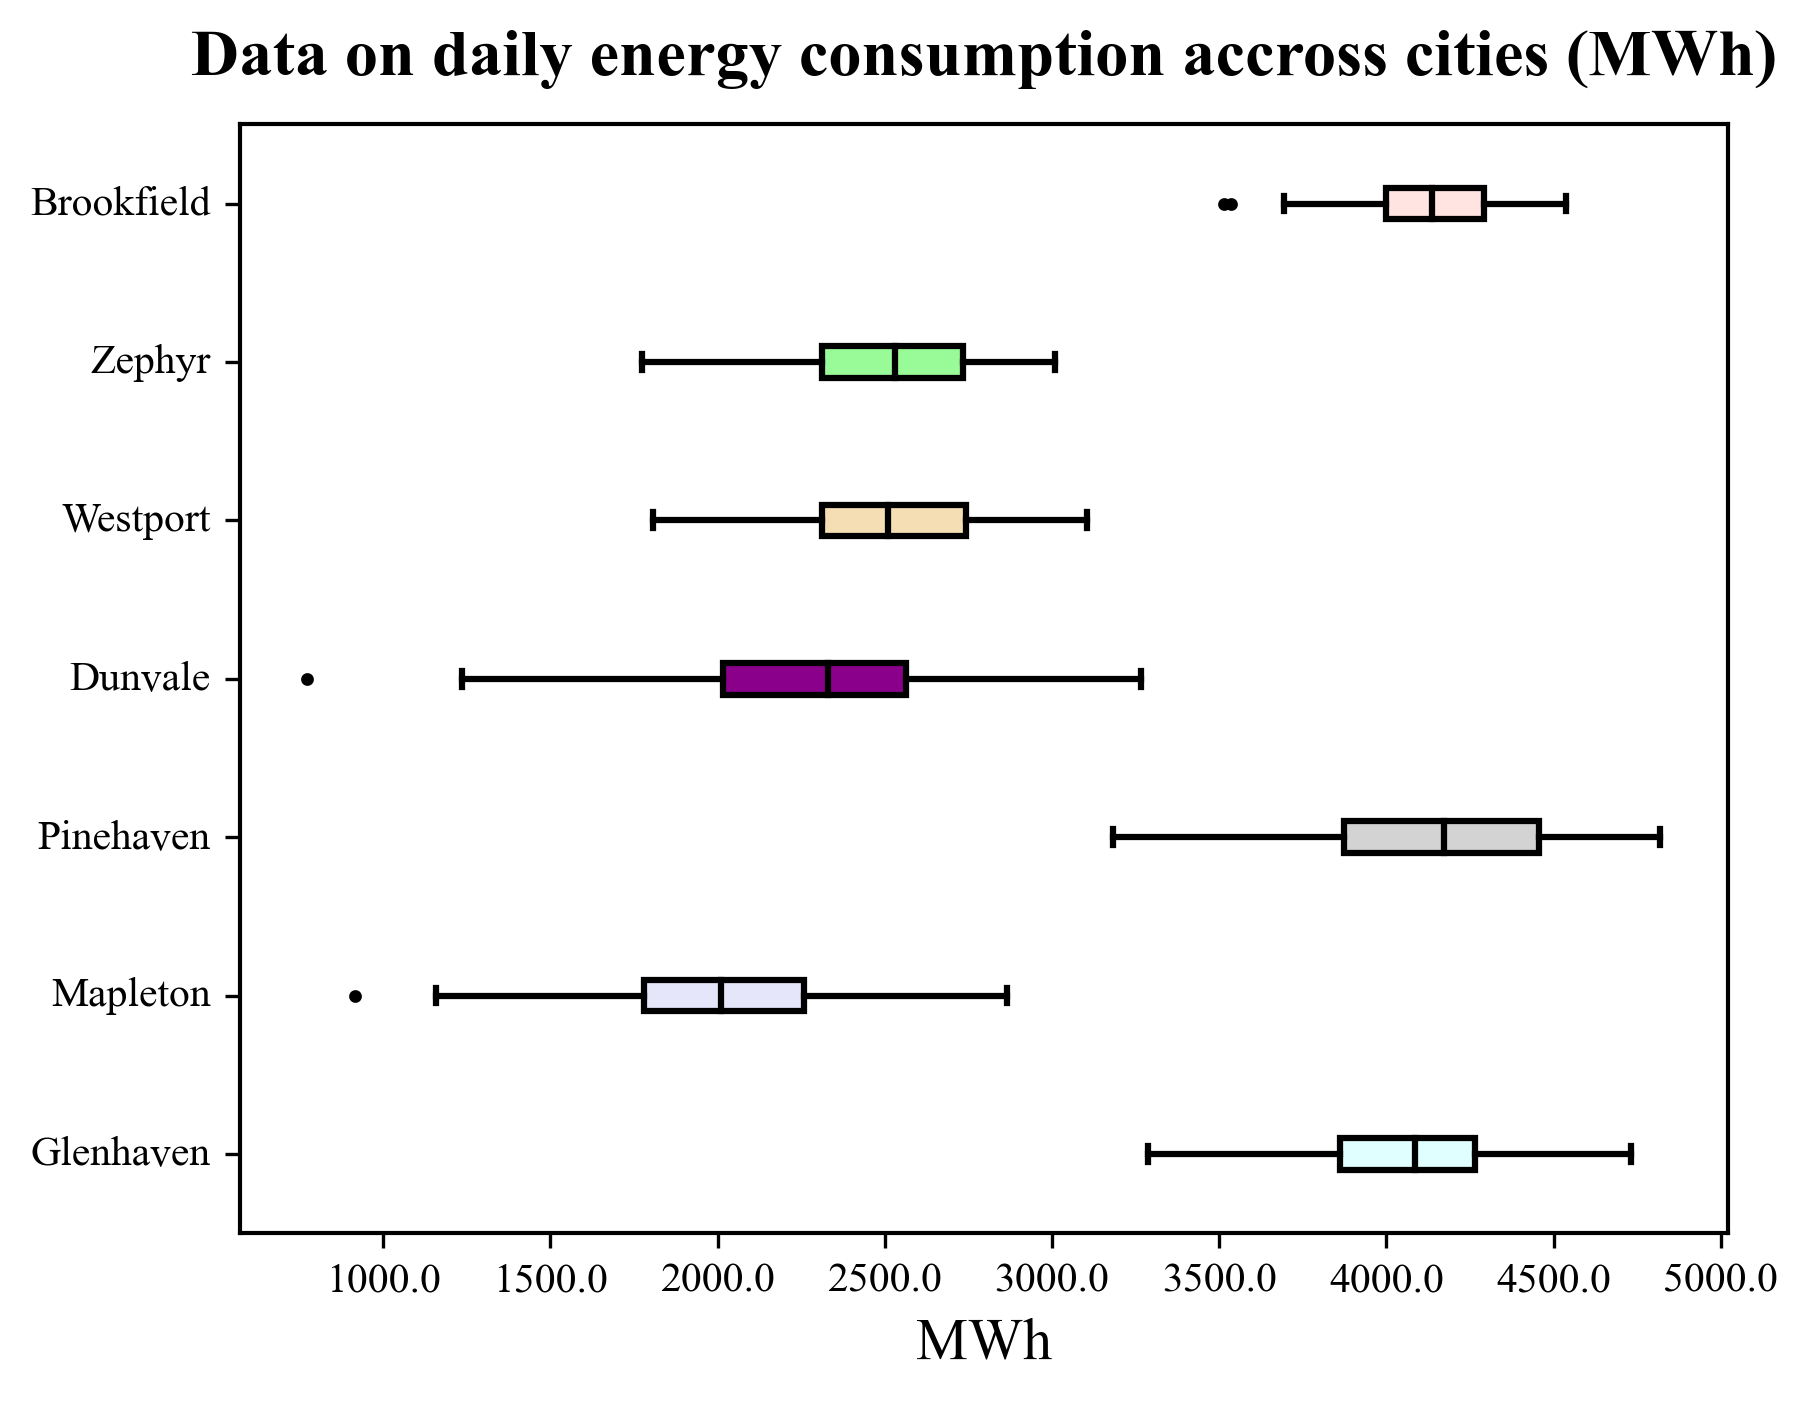 Data on daily energy consumption accross cities (MWh)
Brookfield
Zephyr
Westport
Dunvale
Pinehaven
Mapleton
Glenhaven
1000.0 1500.0 2000.0 2500.0 3000.0 3500.0 4000.0 4500.0 5000.0
MWh